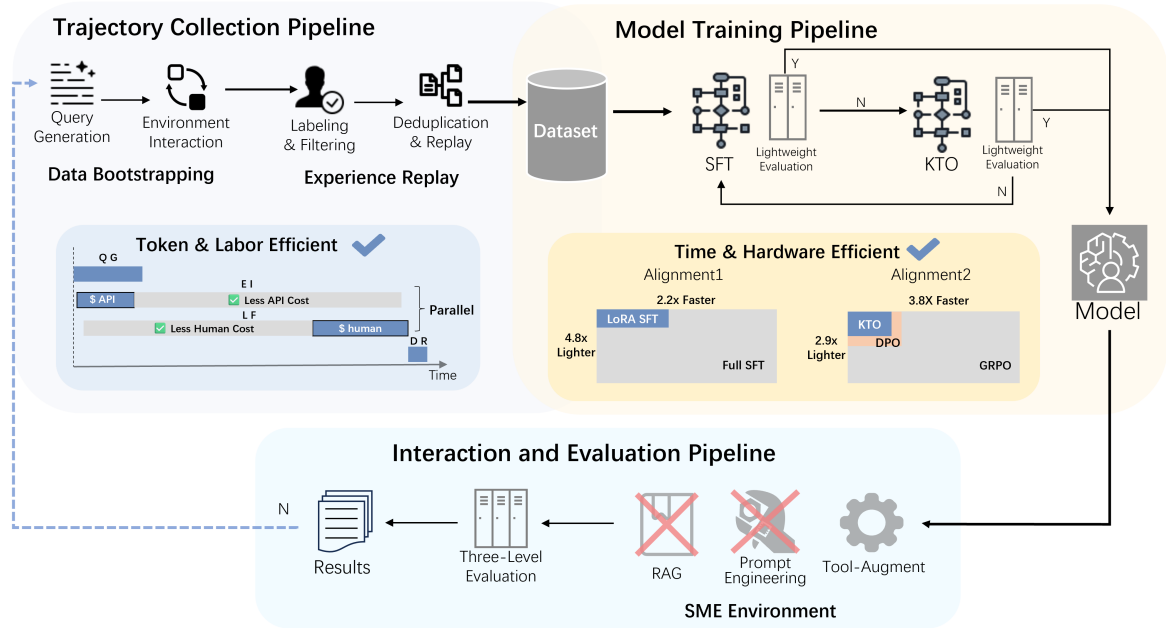 Trajectory Collection Pipeline
Query
Generation
Environment
Interaction
Labeling
& Filtering
Deduplication
& Replay
Data Bootstrapping
Experience Replay
Dataset
Model Training Pipeline
Y
SFT
Lightweight
Evaluation
N
KTO
Lightweight
Evaluation
Y
N
Model
Token & Labor Efficient
Q G
E I
$ API
Less API Cost
L F
Less Human Cost
$ human
Parallel
D R
Time
Time & Hardware Efficient
Alignment1
2.2x Faster
LoRA SFT
4.8x
Lighter
Full SFT
Alignment2
3.8X Faster
KTO
DPO
2.9x
Lighter
GRPO
Interaction and Evaluation Pipeline
N
Results
Three-Level
Evaluation
RAG
Prompt
Engineering
Tool-Augment
SME Environment